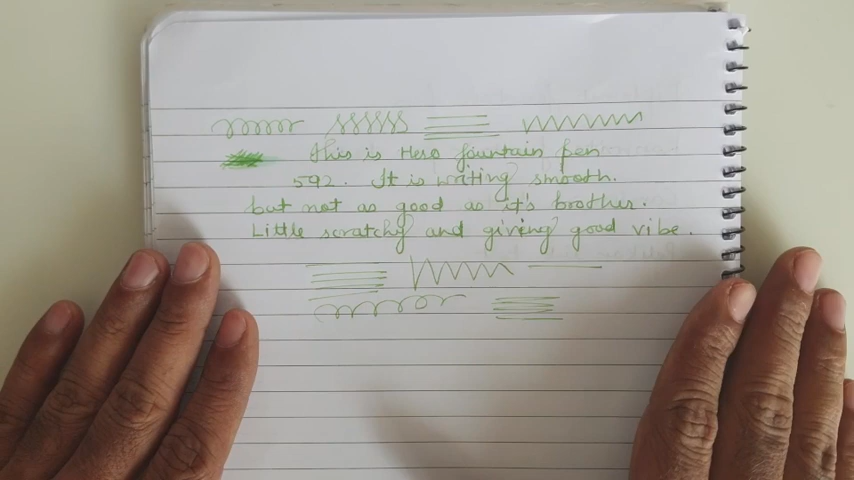 This is Hero fountain pen
592. It is writing smooth.
but not as good as it's brother.
Little scratchy and giving good vibe.